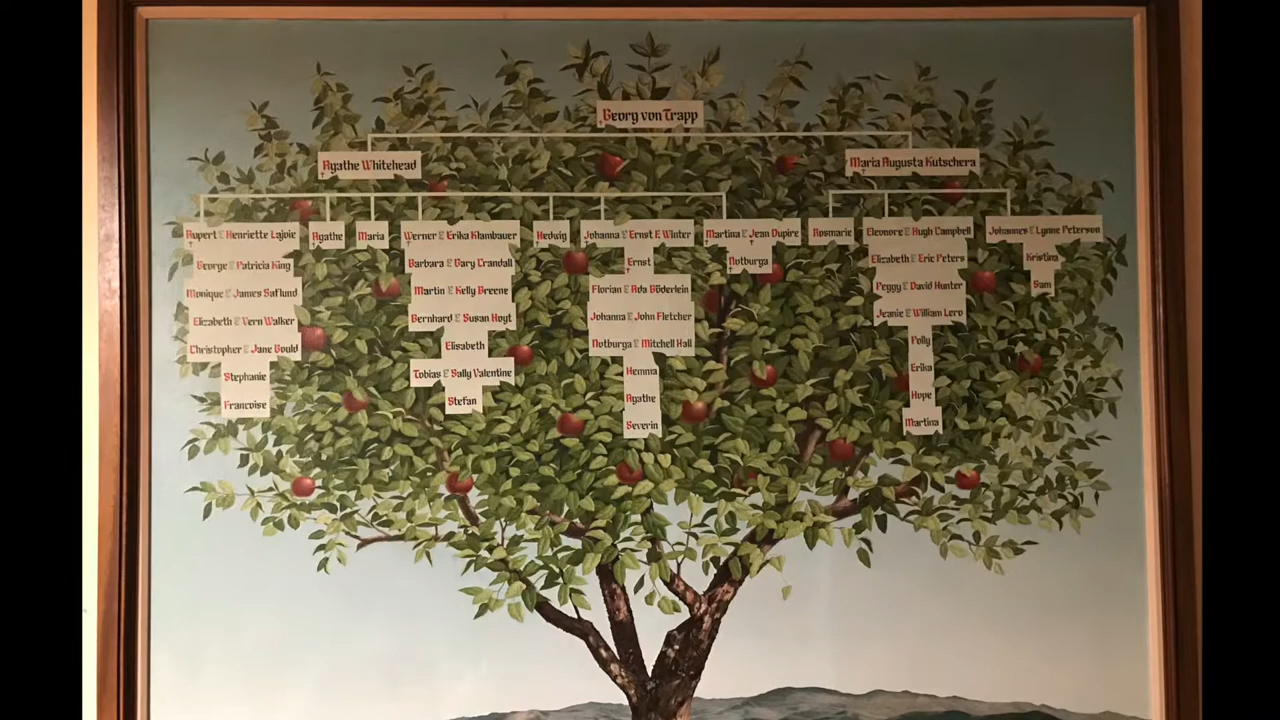 Georg von Trapp
Agathe Whitehead
Maria Augusta Kutschera
Rupert & Henriette Lajoie
George & Patricia King
Monique & James Saflund
Elizabeth & Vern Walker
Christopher & Jane Gould
Stephanie
Francoise
Agathe
Maria
Werner & Erika Klambauer
Barbara & Gary Crandall
Martin & Kelly Greene
Bernhard & Susan Hoyt
Elisabeth
Tobias & Sally Valentine
Stefan
Hedwig
Johanna & Ernst F. Winter
Ernst
Florian & Ada Böderlein
Johanna & John Fletcher
Notburga & Mitchell Hall
Hemma
Agathe
Severin
Martina & Jean Dupire
Notburga
Rosmarie
Eleonore & Hugh Campbell
Elizabeth & Eric Peters
Peggy & David Hunter
Jeanie & William Lero
Polly
Erika
Hope
Martina
Johannes & Lynne Peterson
Kristina
Sam